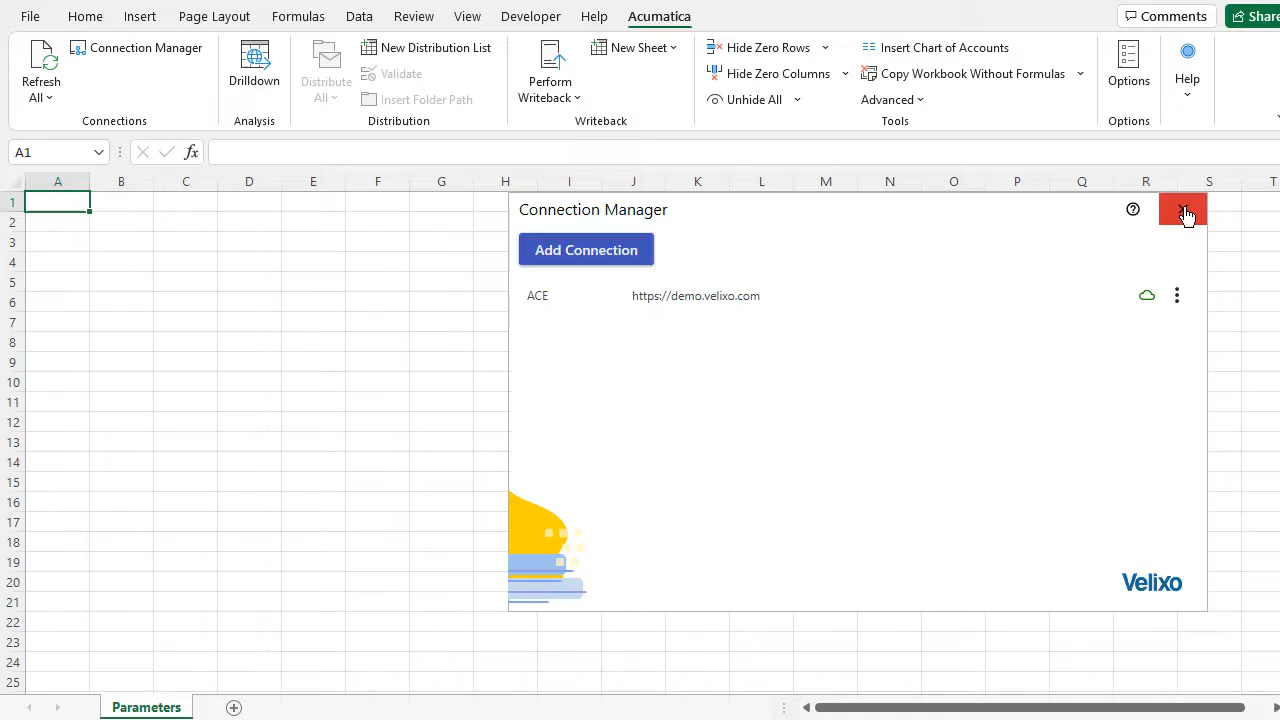 File Home Insert Page Layout Formulas Data Review View Developer Help Acumatica Comments Share
Connection Manager New Distribution List New Sheet Hide Zero Rows Insert Chart of Accounts
Refresh All Drilldown Distribute All Validate Perform Writeback Hide Zero Columns Copy Workbook Without Formulas Options Help
Insert Folder Path Unhide All Advanced
Connections Analysis Distribution Writeback Tools Options
A1 fx
A B C D E F G H I J K L M N O P Q R S T
1
2
3
4
5
6
7
8
9
10
11
12
13
14
15
16
17
18
19
20
21
22
23
24
25
Connection Manager
Add Connection
ACE https://demo.velixo.com
Velixo
Parameters